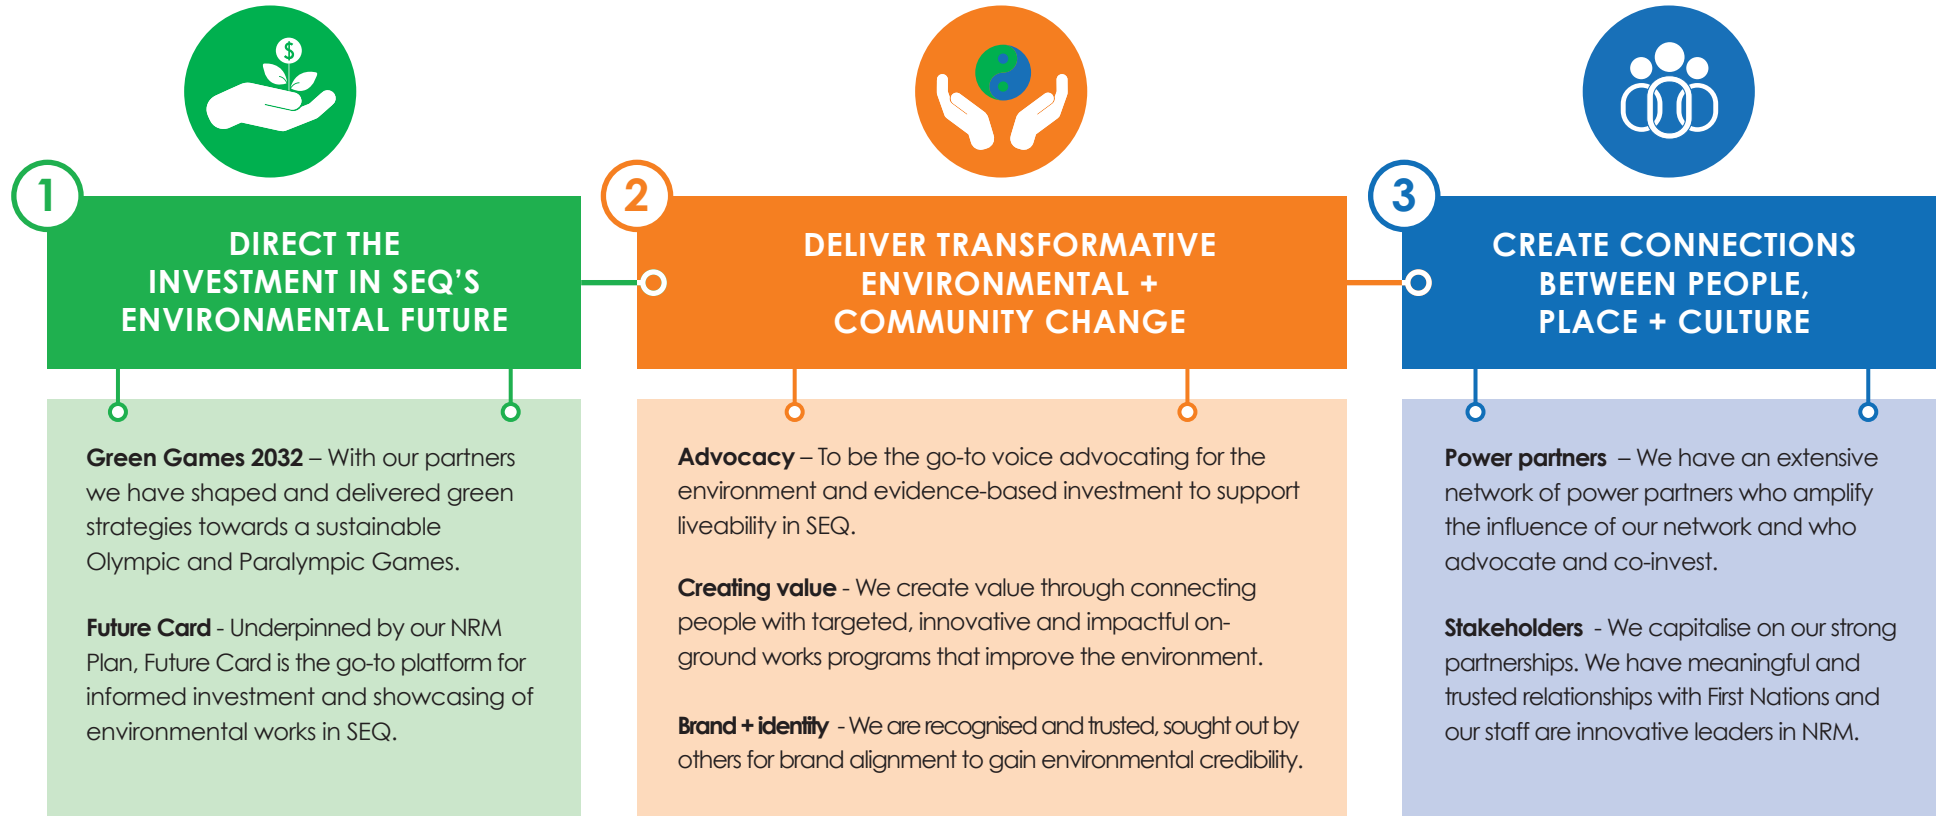 $
1
DIRECT THE
INVESTMENT IN SEQ’S
ENVIRONMENTAL FUTURE
Green Games 2032 – With our partners
we have shaped and delivered green
strategies towards a sustainable
Olympic and Paralympic Games.
Future Card - Underpinned by our NRM
Plan, Future Card is the go-to platform for
informed investment and showcasing of
environmental works in SEQ.
2
DELIVER TRANSFORMATIVE
ENVIRONMENTAL +
COMMUNITY CHANGE
Advocacy – To be the go-to voice advocating for the
environment and evidence-based investment to support
liveability in SEQ.
Creating value - We create value through connecting
people with targeted, innovative and impactful on-
ground works programs that improve the environment.
Brand + identity - We are recognised and trusted, sought out by
others for brand alignment to gain environmental credibility.
3
CREATE CONNECTIONS
BETWEEN PEOPLE,
PLACE + CULTURE
Power partners – We have an extensive
network of power partners who amplify
the influence of our network and who
advocate and co-invest.
Stakeholders - We capitalise on our strong
partnerships. We have meaningful and
trusted relationships with First Nations and
our staff are innovative leaders in NRM.